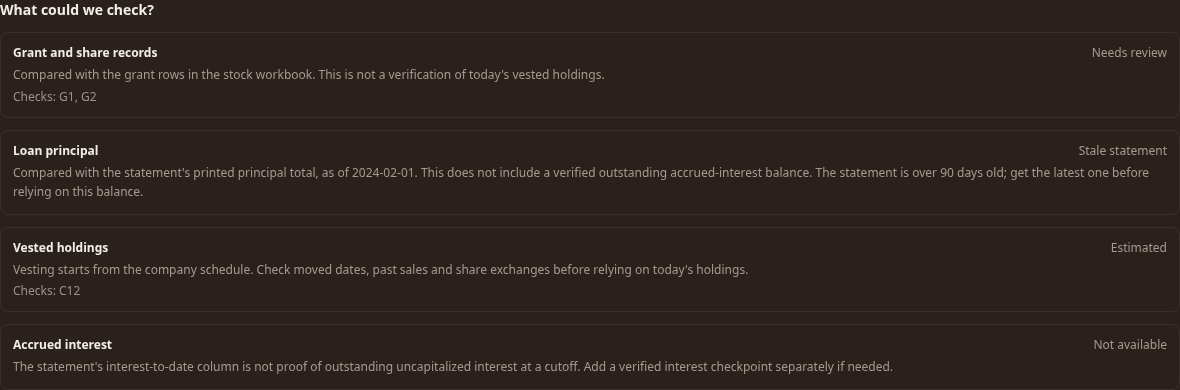 What could we check?
Grant and share records
Needs review
Compared with the grant rows in the stock workbook. This is not a verification of today's vested holdings.
Checks: G1, G2
Loan principal
Stale statement
Compared with the statement's printed principal total, as of 2024-02-01. This does not include a verified outstanding accrued-interest balance. The statement is over 90 days old; get the latest one before
relying on this balance.
Vested holdings
Estimated
Vesting starts from the company schedule. Check moved dates, past sales and share exchanges before relying on today's holdings.
Checks: C12
Accrued interest
Not available
The statement's interest-to-date column is not proof of outstanding uncapitalized interest at a cutoff. Add a verified interest checkpoint separately if needed.